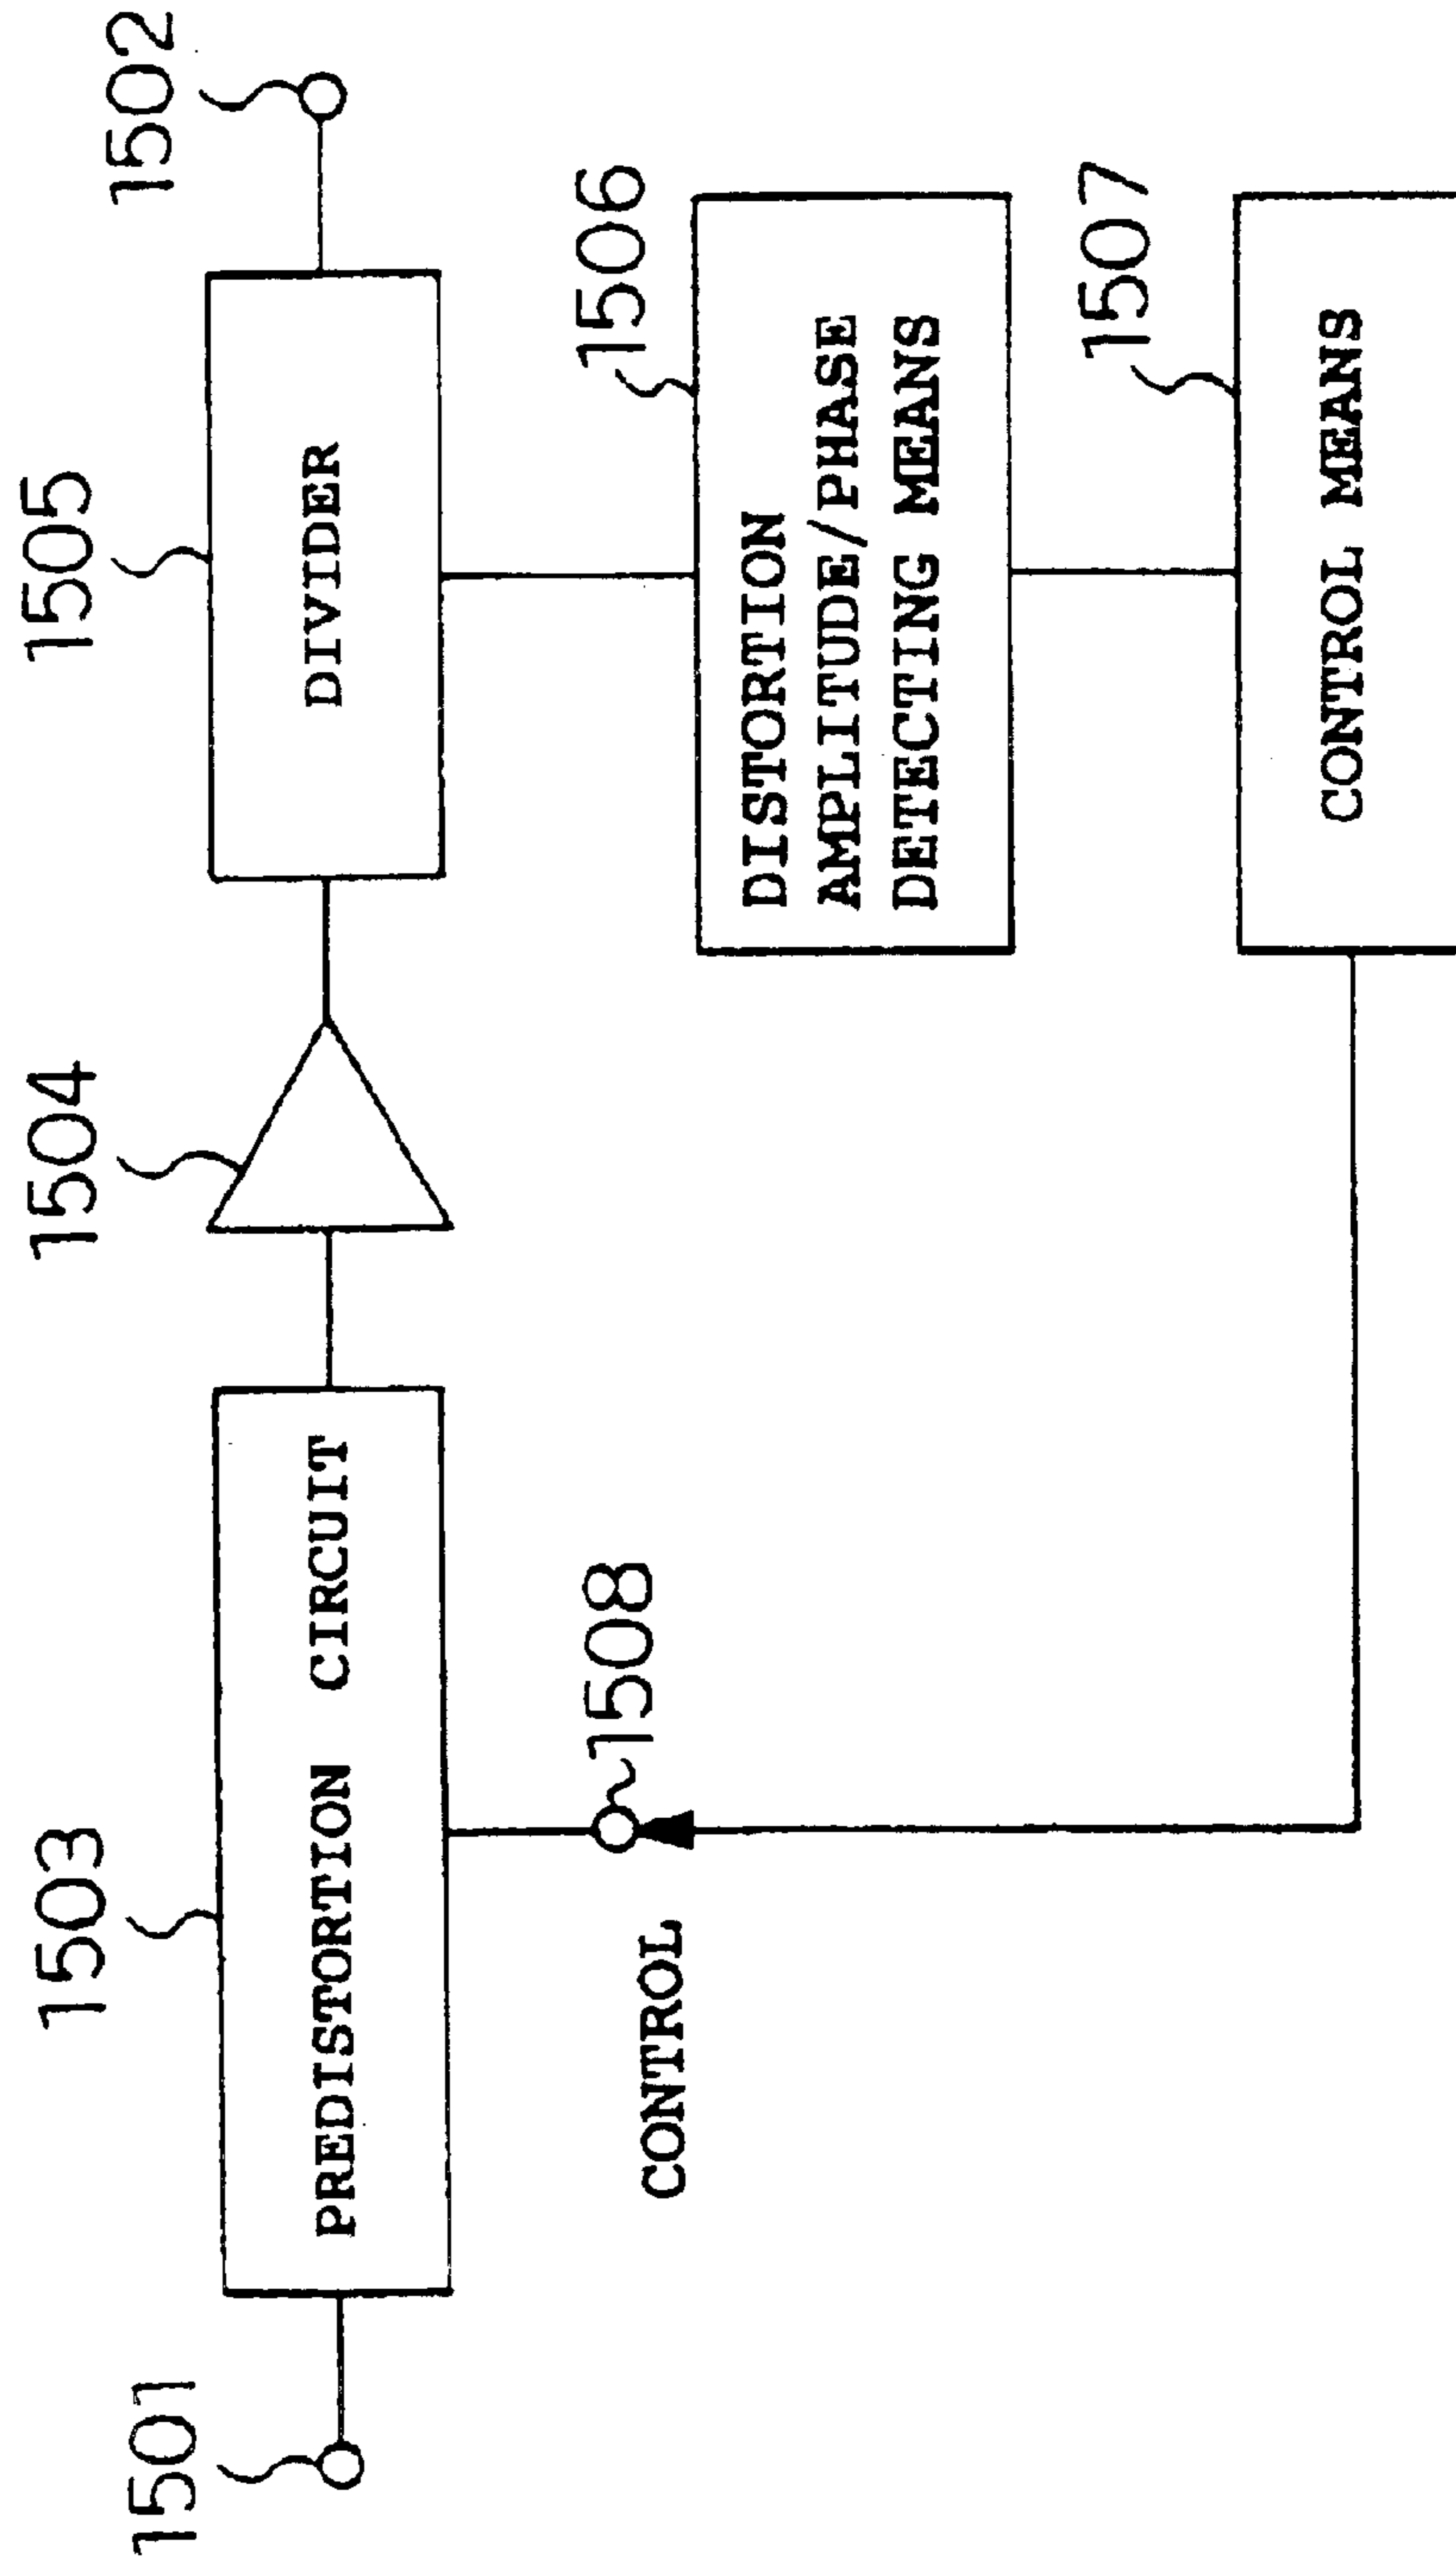 1501
1503
PREDISTORTION CIRCUIT
1504
1505
DIVIDER
1502
1508
CONTROL
1506
DISTORTION
AMPLITUDE/PHASE
DETECTING MEANS
1507
CONTROL MEANS